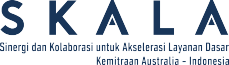 SKALA
Sinergi dan Kolaborasi untuk Akselerasi Layanan Dasar
Kemitraan Australia - Indonesia